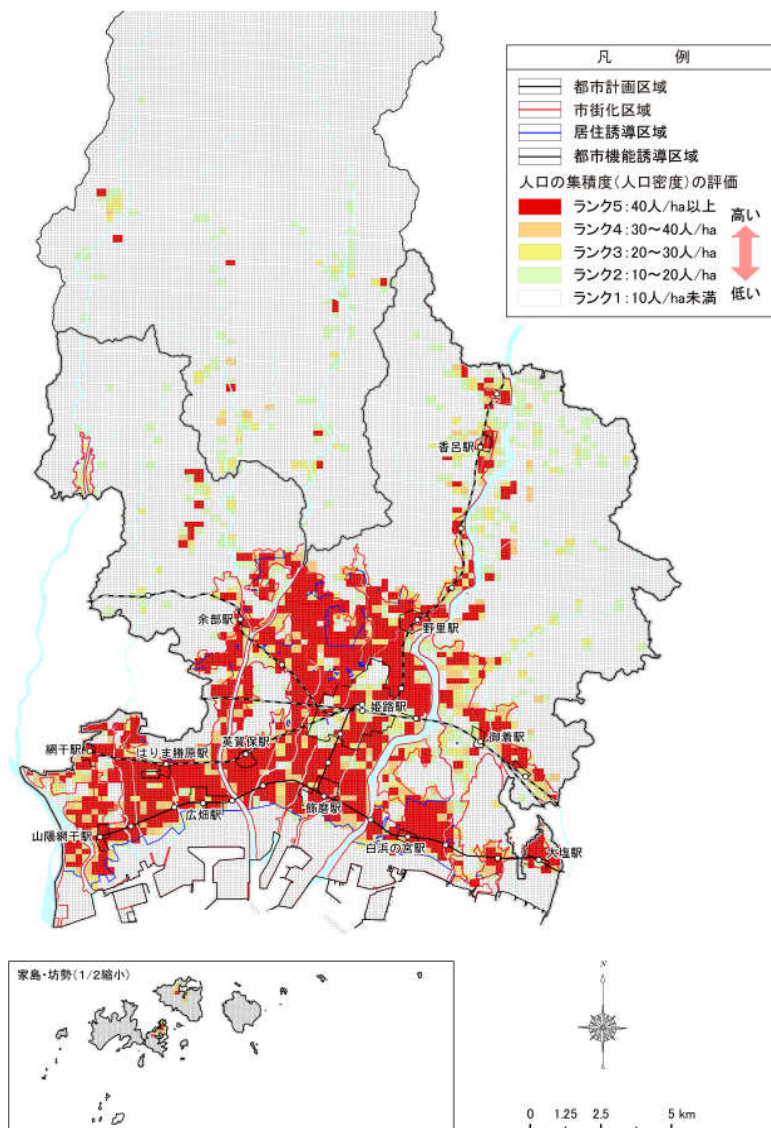 凡　例
都市計画区域
市街化区域
居住誘導区域
都市機能誘導区域
人口の集積度(人口密度)の評価
ランク5:40人/ha以上
ランク4:30～40人/ha
ランク3:20～30人/ha
ランク2:10～20人/ha
ランク1:10人/ha未満
高い
低い
香呂駅
余部駅
野里駅
姫路駅
御着駅
英賀保駅
網干駅
はりま勝原駅
広畑駅
飾磨駅
山陽網干駅
白浜の宮駅
大塩駅
家島・坊勢(1/2縮小)
N
0 1.25 2.5 5 km